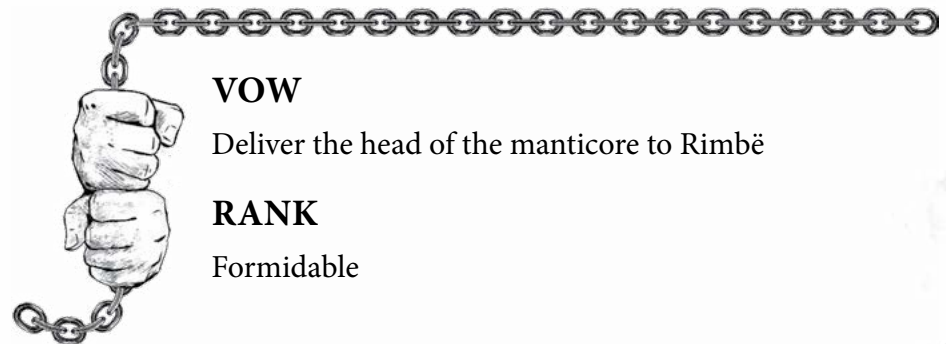 VOW
Deliver the head of the manticore to Rimbë
RANK
Formidable